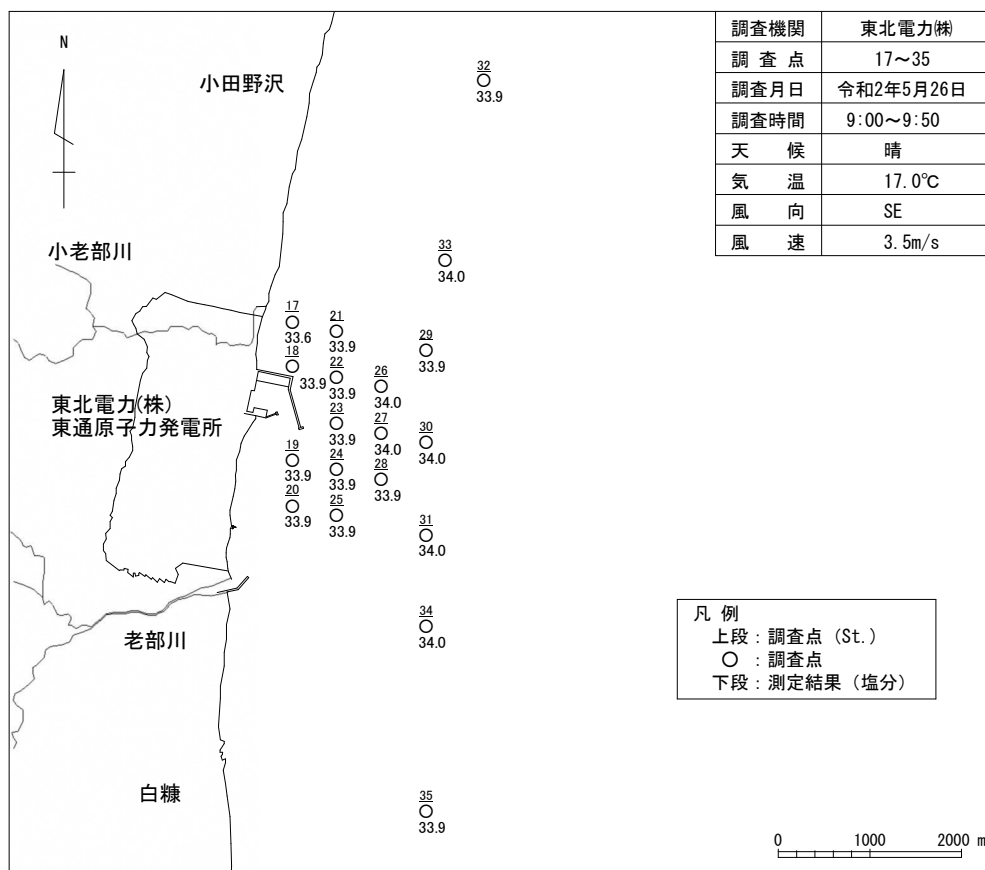 調査機関 東北電力㈱
調査点 17～35
調査月日 令和2年5月26日
調査時間 9:00～9:50
天候 晴
気温 17.0℃
風向 SE
風速 3.5m/s
N
小田野沢
32
33.9
小老部川
33
34.0
17
33.6
21
33.9
18
33.9
22
33.9
29
33.9
26
34.0
東北電力(株)
東通原子力発電所
23
33.9
27
34.0
30
34.0
19
33.9
24
33.9
28
33.9
20
33.9
25
33.9
31
34.0
老部川
34
34.0
凡例
上段：調査点（St.）
○：調査点
下段：測定結果（塩分）
白糠
35
33.9
0 1000 2000 m